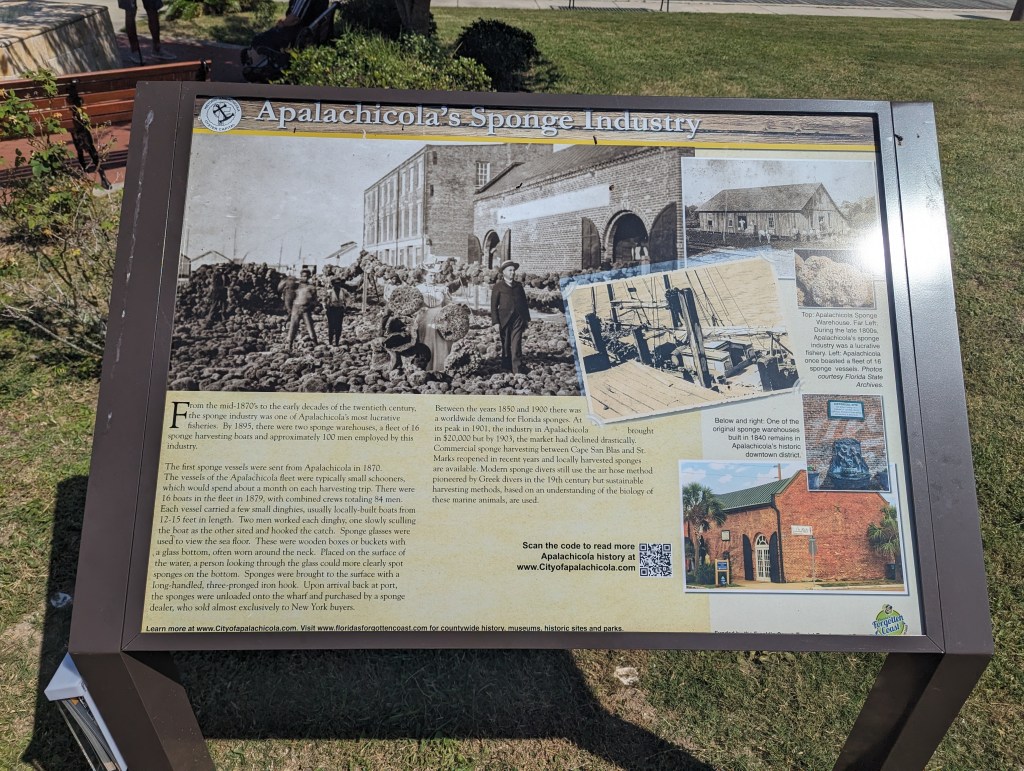 Apalachicola's Sponge Industry
Top: Apalachicola Sponge
Warehouse. Far Left:
During the late 1800s,
Apalachicola's sponge
industry was a lucrative
fishery. Left: Apalachicola
once boasted a fleet of 16
sponge vessels. Photos
courtesy Florida State
Archives.
From the mid-1870's to the early decades of the twentieth century,
the sponge industry was one of Apalachicola's most lucrative
fisheries. By 1895, there were two sponge warehouses, a fleet of 16
sponge harvesting boats and approximately 100 men employed by this
industry.
The first sponge vessels were sent from Apalachicola in 1870.
The vessels of the Apalachicola fleet were typically small schooners,
which would spend about a month on each harvesting trip. There were
16 boats in the fleet in 1879, with combined crews totaling 84 men.
Each vessel carried a few small dinghies, usually locally-built boats from
12-15 feet in length. Two men worked each dinghy, one slowly sculling
the boat as the other sited and hooked the catch. Sponge glasses were
used to view the sea floor. These were wooden boxes or buckets with
a glass bottom, often worn around the neck. Placed on the surface of
the water, a person looking through the glass could more clearly spot
sponges on the bottom. Sponges were brought to the surface with a
long-handled, three-pronged iron hook. Upon arrival back at port,
the sponges were unloaded onto the wharf and purchased by a sponge
dealer, who sold almost exclusively to New York buyers.
Between the years 1850 and 1900 there was
a worldwide demand for Florida sponges. At
its peak in 1901, the industry in Apalachicola brought
in $20,000 but by 1903, the market had declined drastically.
Commercial sponge harvesting between Cape San Blas and St.
Marks reopened in recent years and locally harvested sponges
are available. Modern sponge divers still use the air hose method
pioneered by Greek divers in the 19th century but sustainable
harvesting methods, based on an understanding of the biology of
these marine animals, are used.
Below and right: One of the
original sponge warehouses
built in 1840 remains in
Apalachicola's historic
downtown district.
Scan the code to read more
Apalachicola history at
www.Cityofapalachicola.com
Learn more at www.Cityofapalachicola.com. Visit www.floridasforgottencoast.com for countywide history, museums, historic sites and parks.
Forgotten
Coast